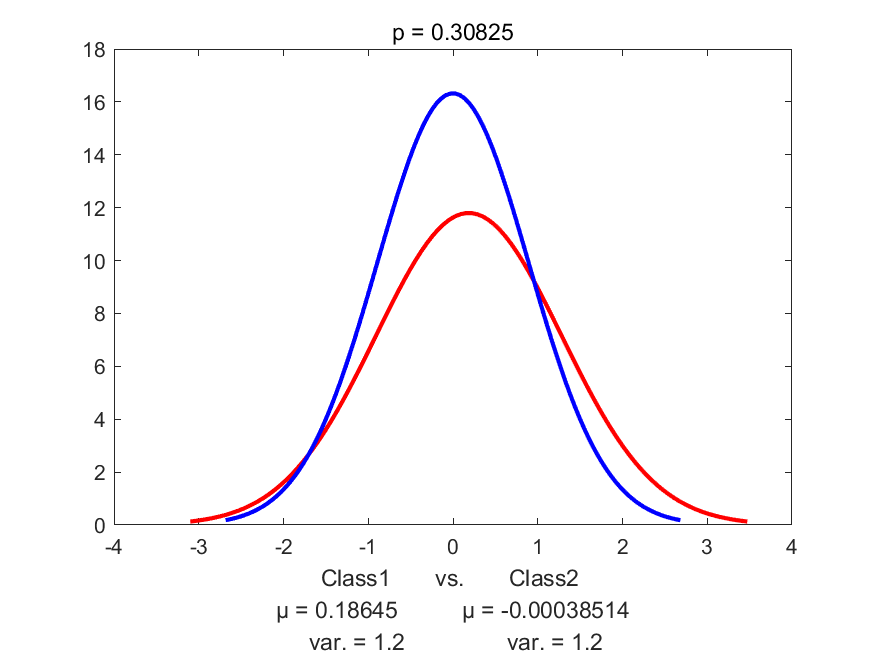 p = 0.30825
18
16
14
12
10
8
6
4
2
0
-4 -3 -2 -1 0 1 2 3 4
Class1 vs. Class2
μ = 0.18645 μ = -0.00038514
var. = 1.2 var. = 1.2